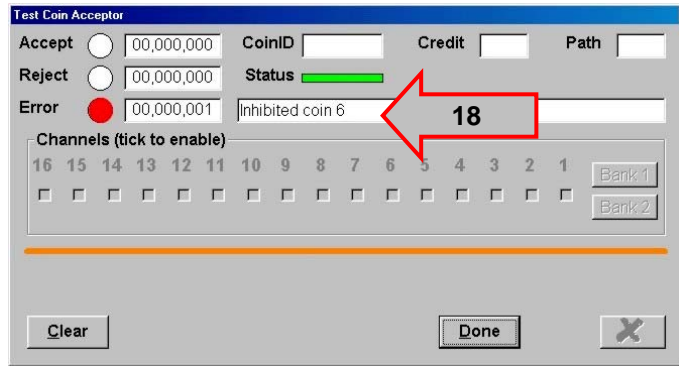 Test Coin Acceptor
Accept 00,000,000 CoinID Credit Path
Reject 00,000,000 Status
Error 00,000,001 Inhibited coin 6
18
Channels (tick to enable)
16 15 14 13 12 11 10 9 8 7 6 5 4 3 2 1
Bank 1
Bank 2
Clear Done